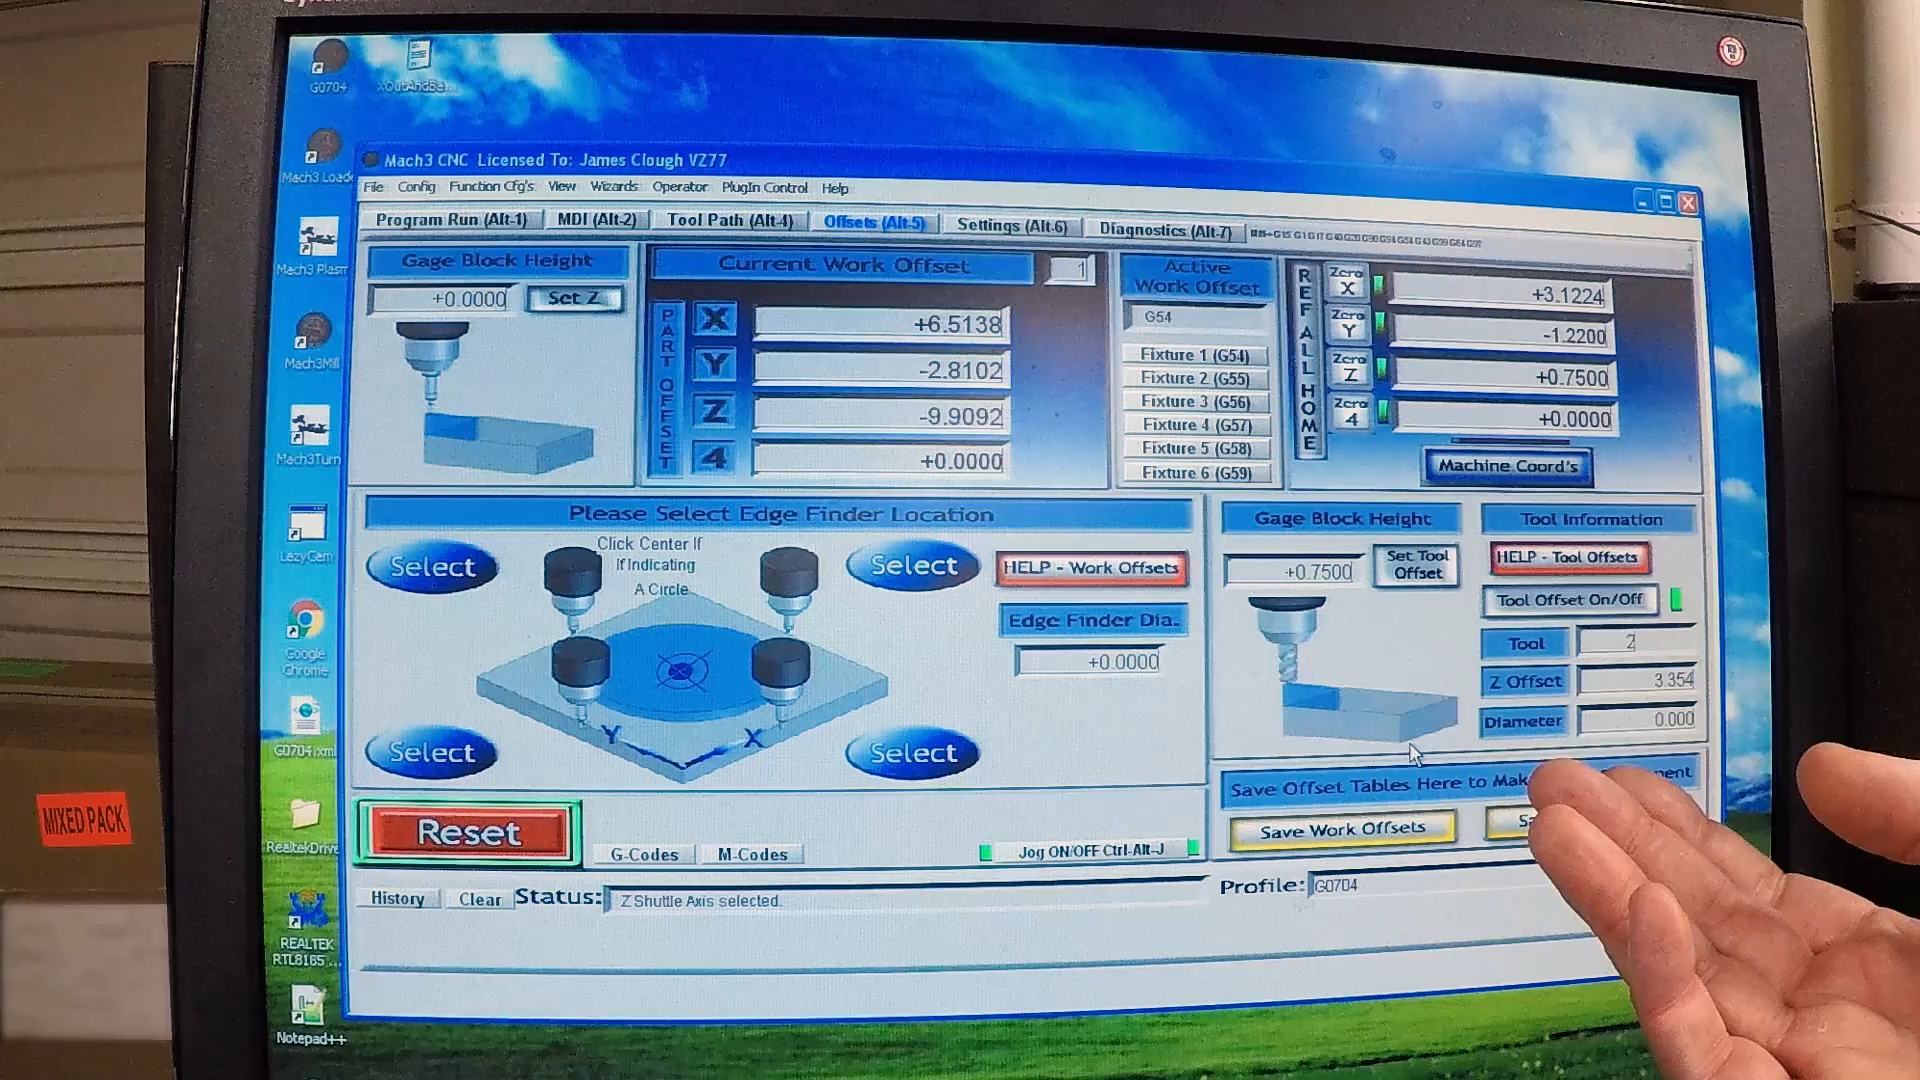 G0704
XOutAndBe...
Mach3 Loade
Mach3 Plasm
Mach3Mill
Mach3Turn
LazyCam
Google
Chrome
G0704.xml
RealtekDrive
REALTEK
RTL8185 ...
Notepad++
MIXED PACK
Mach3 CNC Licensed To: James Clough VZ77
File Config Function Cfg's View Wizards Operator PlugIn Control Help
Program Run (Alt-1) MDI (Alt-2) Tool Path (Alt-4) Offsets (Alt-5) Settings (Alt-6) Diagnostics (Alt-7)
Gage Block Height
+0.0000 Set Z
Current Work Offset 1
PART OFFSET
X +6.5138
Y -2.8102
Z -9.9092
4 +0.0000
Active
Work Offset
G54
Fixture 1 (G54)
Fixture 2 (G55)
Fixture 3 (G56)
Fixture 4 (G57)
Fixture 5 (G58)
Fixture 6 (G59)
REF ALL HOME
Zero X +3.1224
Zero Y -1.2200
Zero Z +0.7500
Zero 4 +0.0000
Machine Coord's
Please Select Edge Finder Location
Select
Click Center If
If Indicating
A Circle
Select
HELP - Work Offsets
Edge Finder Dia.
+0.0000
Y X
Select
Select
Gage Block Height
+0.7500 Set Tool
Offset
Tool Information
HELP - Tool Offsets
Tool Offset On/Off
Tool 2
Z Offset 3.354
Diameter 0.000
Save Offset Tables Here to Mak
Save Work Offsets
Reset
G-Codes M-Codes
Jog ON/OFF Ctrl-Alt-J
History Clear Status: Z Shuttle Axis selected.
Profile: G0704